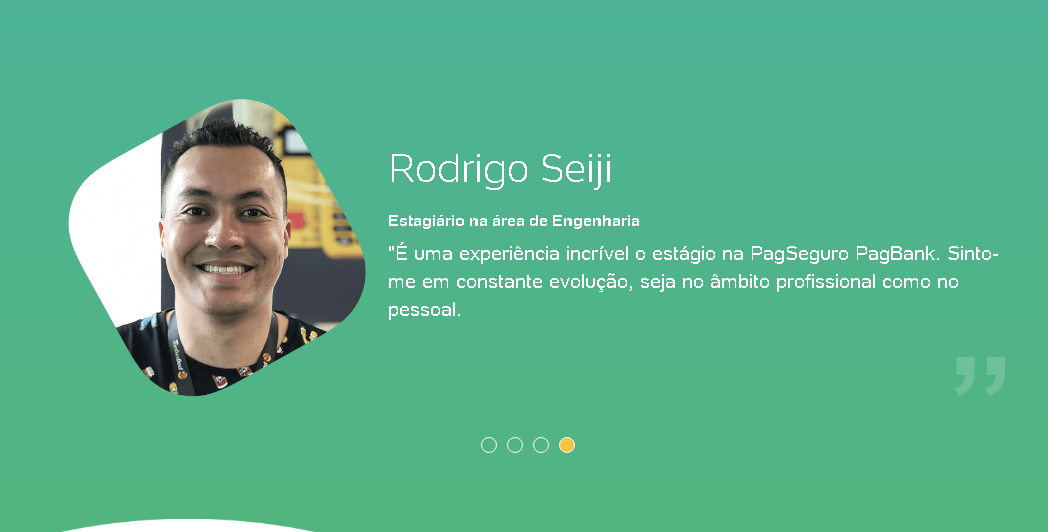 Rodrigo Seiji
Estagiário na área de Engenharia
"É uma experiência incrível o estágio na PagSeguro PagBank. Sinto-
me em constante evolução, seja no âmbito profissional como no
pessoal.
”